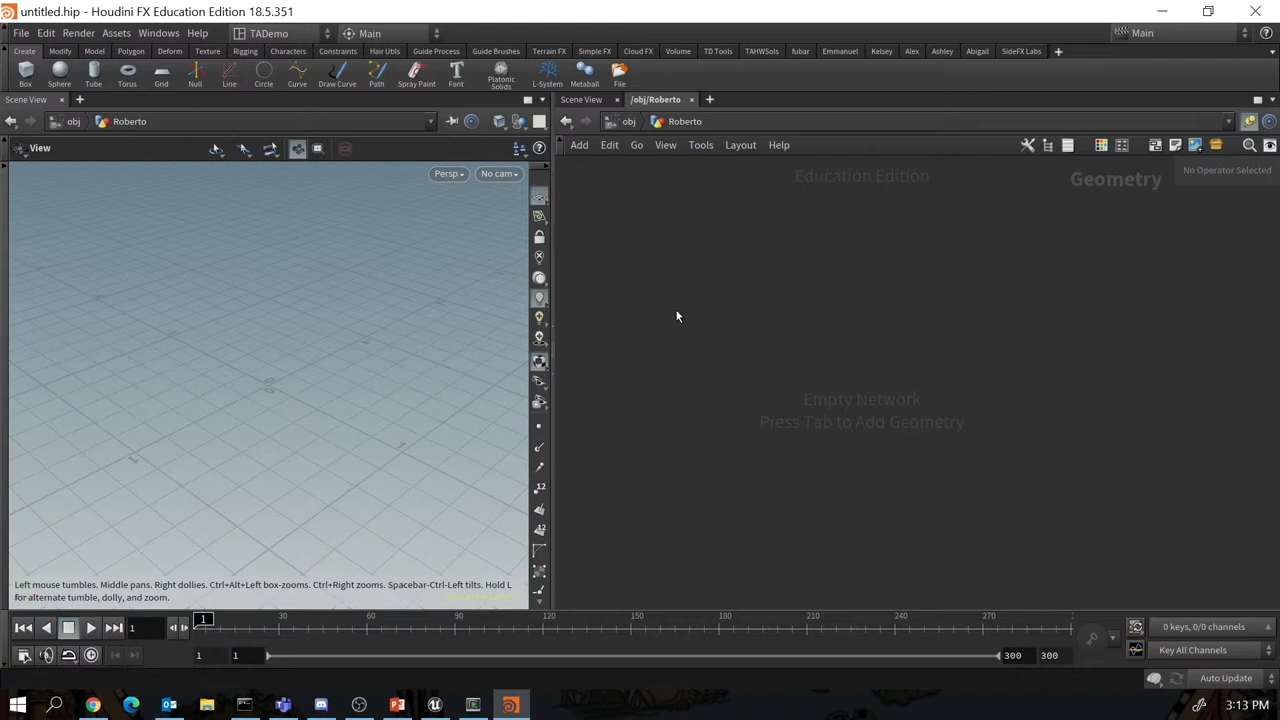 untitled.hip - Houdini FX Education Edition 18.5.351
File Edit Render Assets Windows Help TADemo Main Main
Create Modify Model Polygon Deform Texture Rigging Characters Constraints Hair Utils Guide Process Guide Brushes Terrain FX Simple FX Cloud FX Volume TD Tools TAHWSols fubar Emmanuel Kelsey Alex Ashley Abigail SideFX Labs
Box Sphere Tube Torus Grid Null Line Circle Curve Draw Curve Path Spray Paint Font Platonic Solids L-System Metaball File
Scene View
Scene View /obj/Roberto
obj Roberto
obj Roberto
View
Add Edit Go View Tools Layout Help
Persp No cam
Education Edition
Geometry
No Operator Selected
Empty Network
Press Tab to Add Geometry
Left mouse tumbles. Middle pans. Right dollies. Ctrl+Alt+Left box-zooms. Ctrl+Right zooms. Spacebar-Ctrl-Left tilts. Hold L
for alternate tumble, dolly, and zoom.
12
12
1 1 30 60 90 120 150 180 210 240 270
0 keys, 0/0 channels
1 1 300 300
Key All Channels
Auto Update
3:13 PM